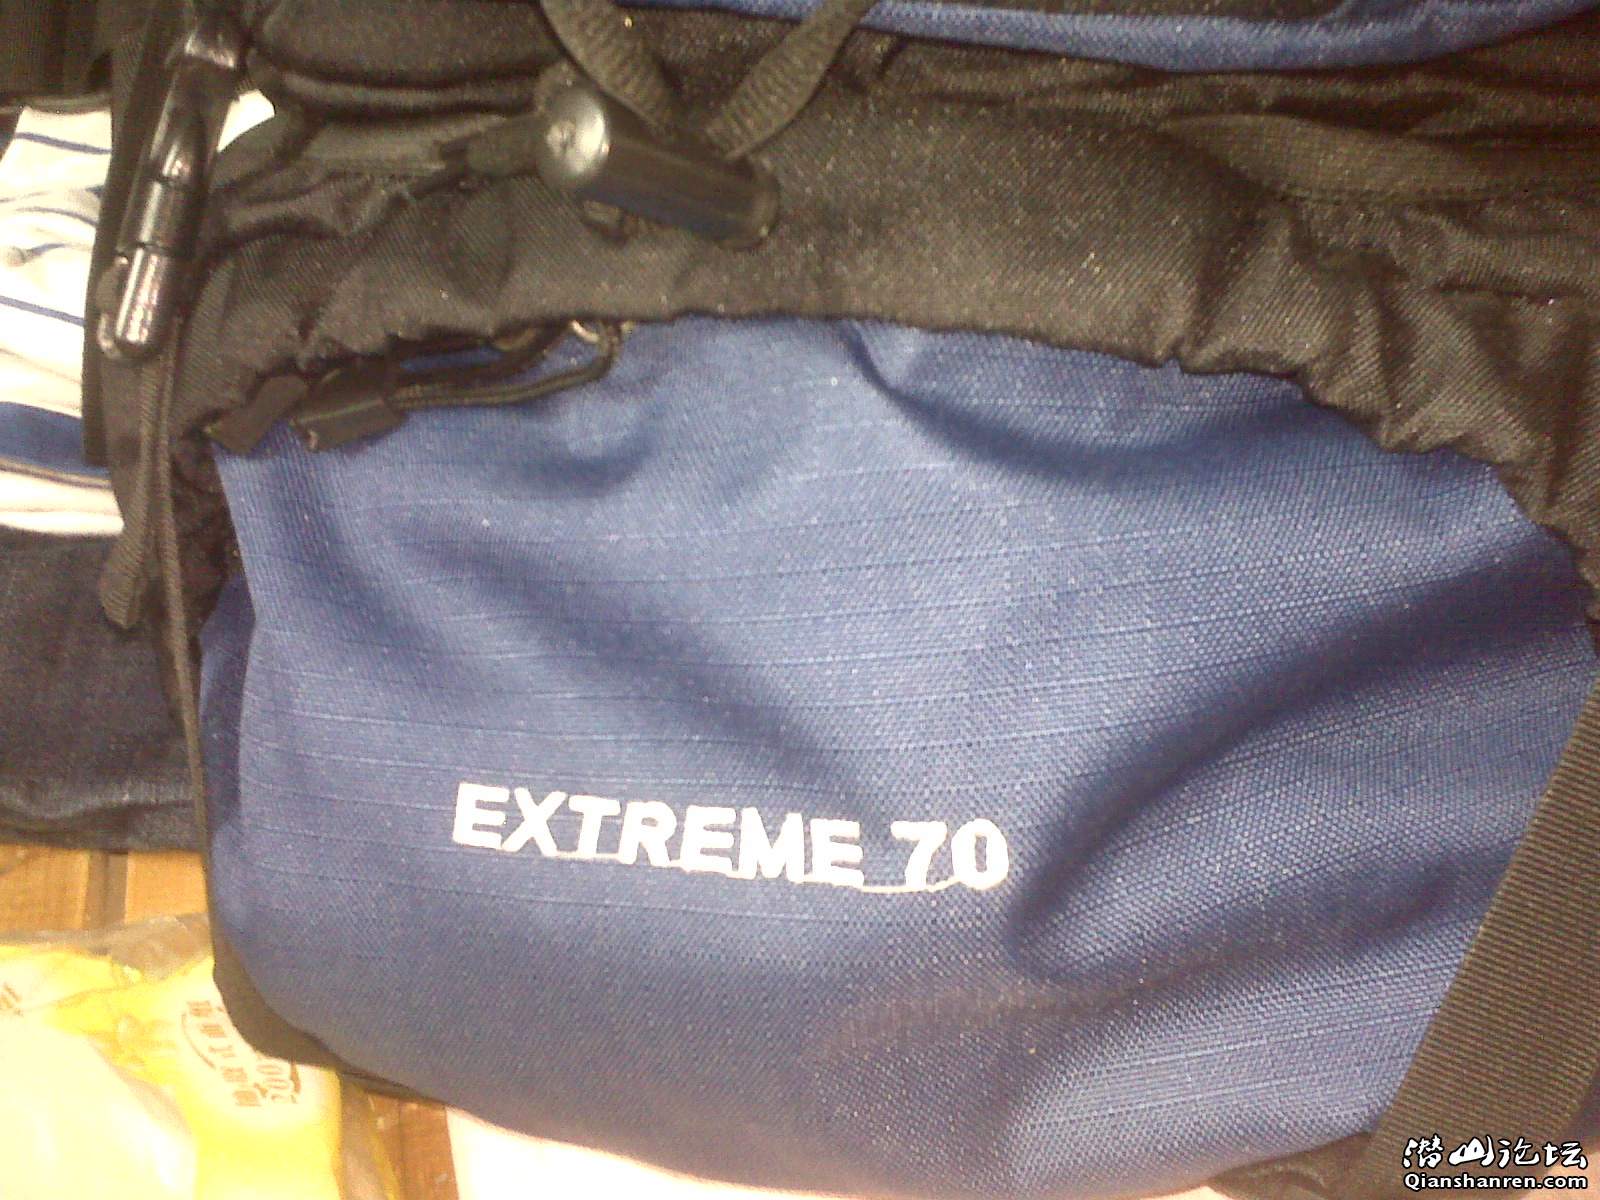 EXTREME 70
潜山论坛
Qianshanren.com